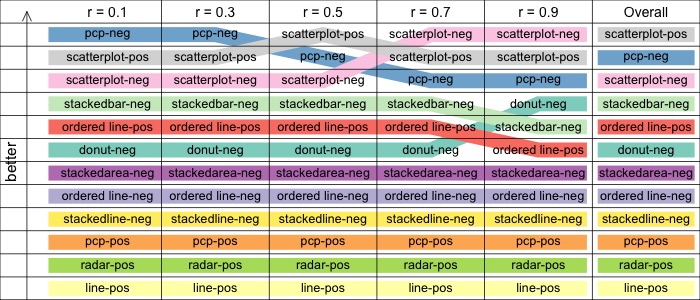 r = 0.1 r = 0.3 r = 0.5 r = 0.7 r = 0.9 Overall
pcp-neg pcp-neg scatterplot-pos scatterplot-neg scatterplot-neg scatterplot-pos
scatterplot-pos scatterplot-pos pcp-neg scatterplot-pos scatterplot-pos pcp-neg
scatterplot-neg scatterplot-neg scatterplot-neg pcp-neg pcp-neg scatterplot-neg
stackedbar-neg stackedbar-neg stackedbar-neg stackedbar-neg donut-neg stackedbar-neg
ordered line-pos ordered line-pos ordered line-pos ordered line-pos stackedbar-neg ordered line-pos
donut-neg donut-neg donut-neg donut-neg ordered line-pos donut-neg
stackedarea-neg stackedarea-neg stackedarea-neg stackedarea-neg stackedarea-neg stackedarea-neg
ordered line-neg ordered line-neg ordered line-neg ordered line-neg ordered line-neg ordered line-neg
stackedline-neg stackedline-neg stackedline-neg stackedline-neg stackedline-neg stackedline-neg
pcp-pos pcp-pos pcp-pos pcp-pos pcp-pos pcp-pos
radar-pos radar-pos radar-pos radar-pos radar-pos radar-pos
line-pos line-pos line-pos line-pos line-pos line-pos
better